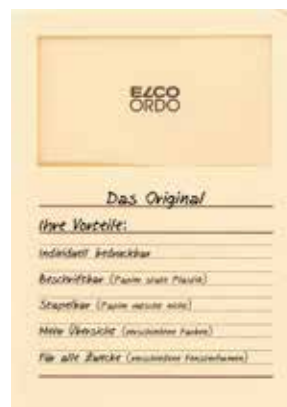 ELCO
ORDO
Das Original
Ihre Vorteile:
Individuell bedruckbar
Beschriftbar (Papier statt Plastik)
Stapelbar (Papier rutscht nicht)
Mehr Übersicht (verschiedene Farben)
Für alle Zwecke (verschiedene Fensterformen)